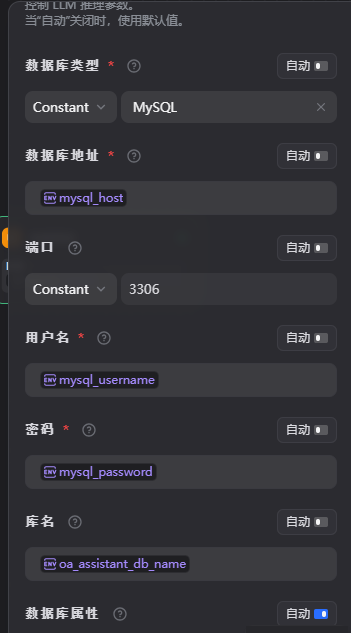 控制 LLM 推理参数。
当“自动”关闭时，使用默认值。
数据库类型 * 自动
Constant MySQL
数据库地址 * 自动
ENV mysql_host
端口 自动
Constant 3306
用户名 * 自动
ENV mysql_username
密码 * 自动
ENV mysql_password
库名 自动
ENV oa_assistant_db_name
数据库属性 自动